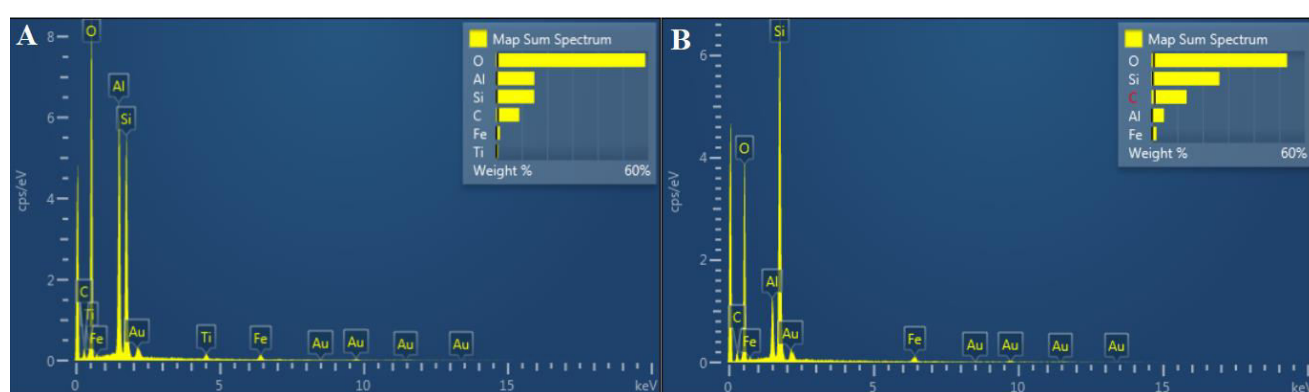 A
8
6
4
2
0
cps/eV
O
Al
Si
C
Ti
Fe
Au
Ti
Fe
Au
Au
Au
Au
0
5
10
15
keV
Map Sum Spectrum
O
Al
Si
C
Fe
Ti
Weight % 60%
B
6
4
2
0
cps/eV
Si
O
Al
C
Fe
Au
Fe
Au
Au
Au
Au
0
5
10
15
keV
Map Sum Spectrum
O
Si
C
Al
Fe
Weight % 60%